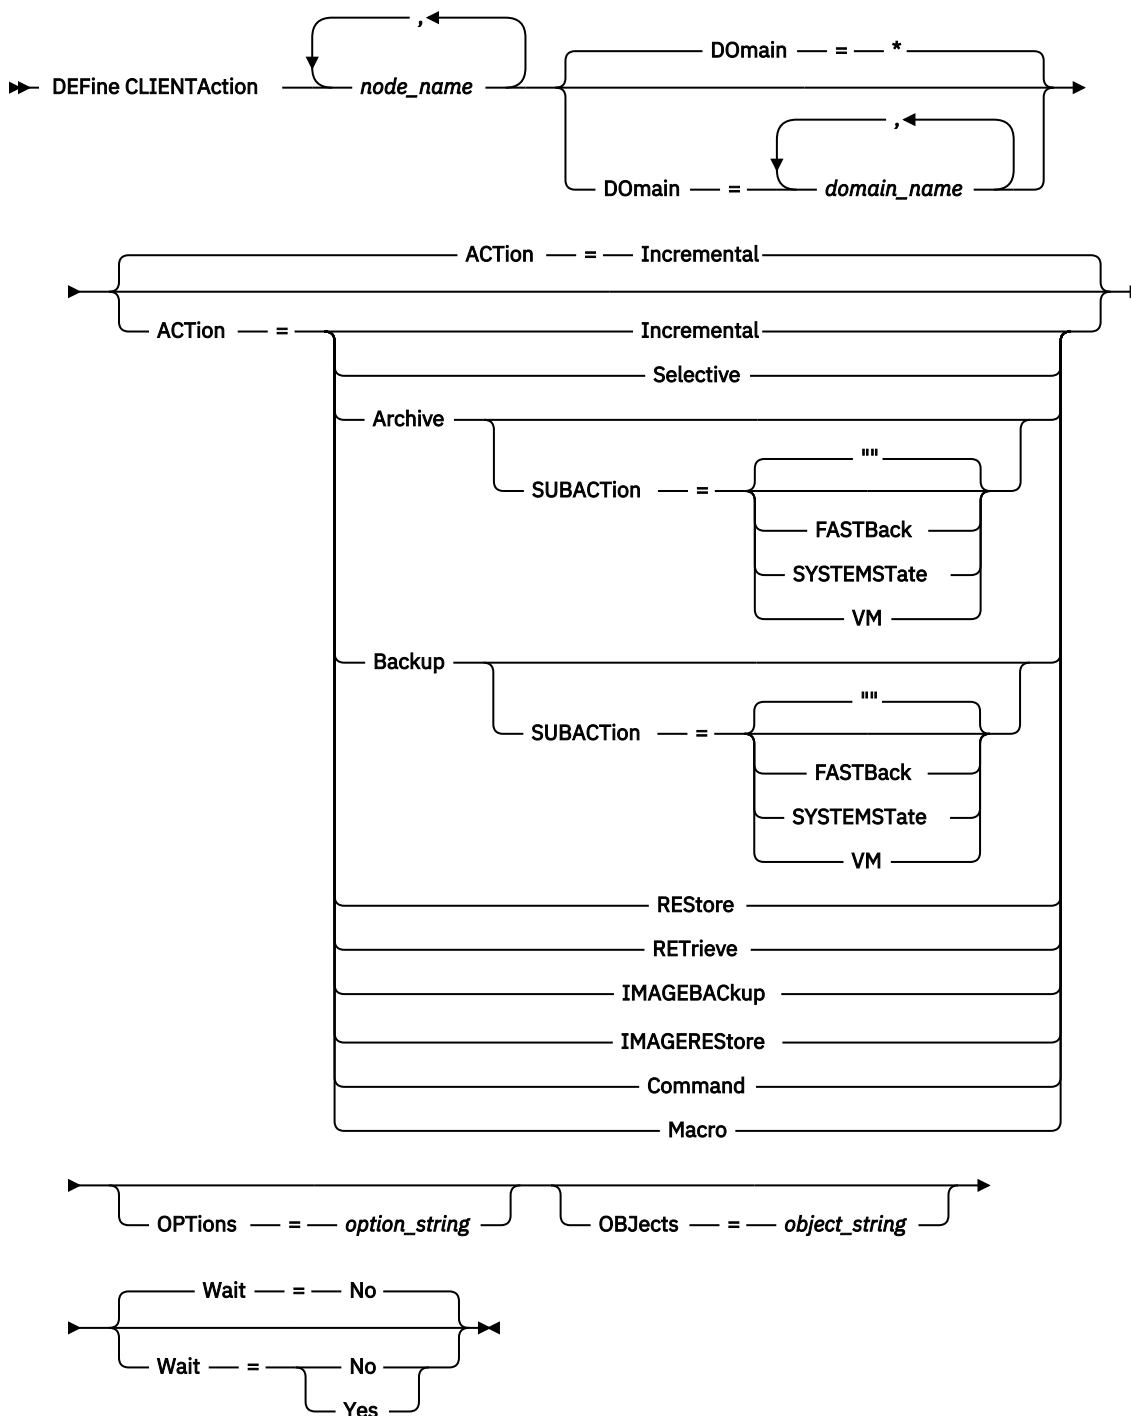 ,
DOmain = *
DEFine CLIENTAction node_name
,
DOmain = domain_name
ACTion = Incremental
ACTion = Incremental
Selective
Archive
""
SUBACTion =
FASTBack
SYSTEMSTate
VM
Backup
""
SUBACTion =
FASTBack
SYSTEMSTate
VM
REStore
RETrieve
IMAGEBACkup
IMAGEREStore
Command
Macro
OPTions = option_string OBJects = object_string
Wait = No
Wait = No
Yes